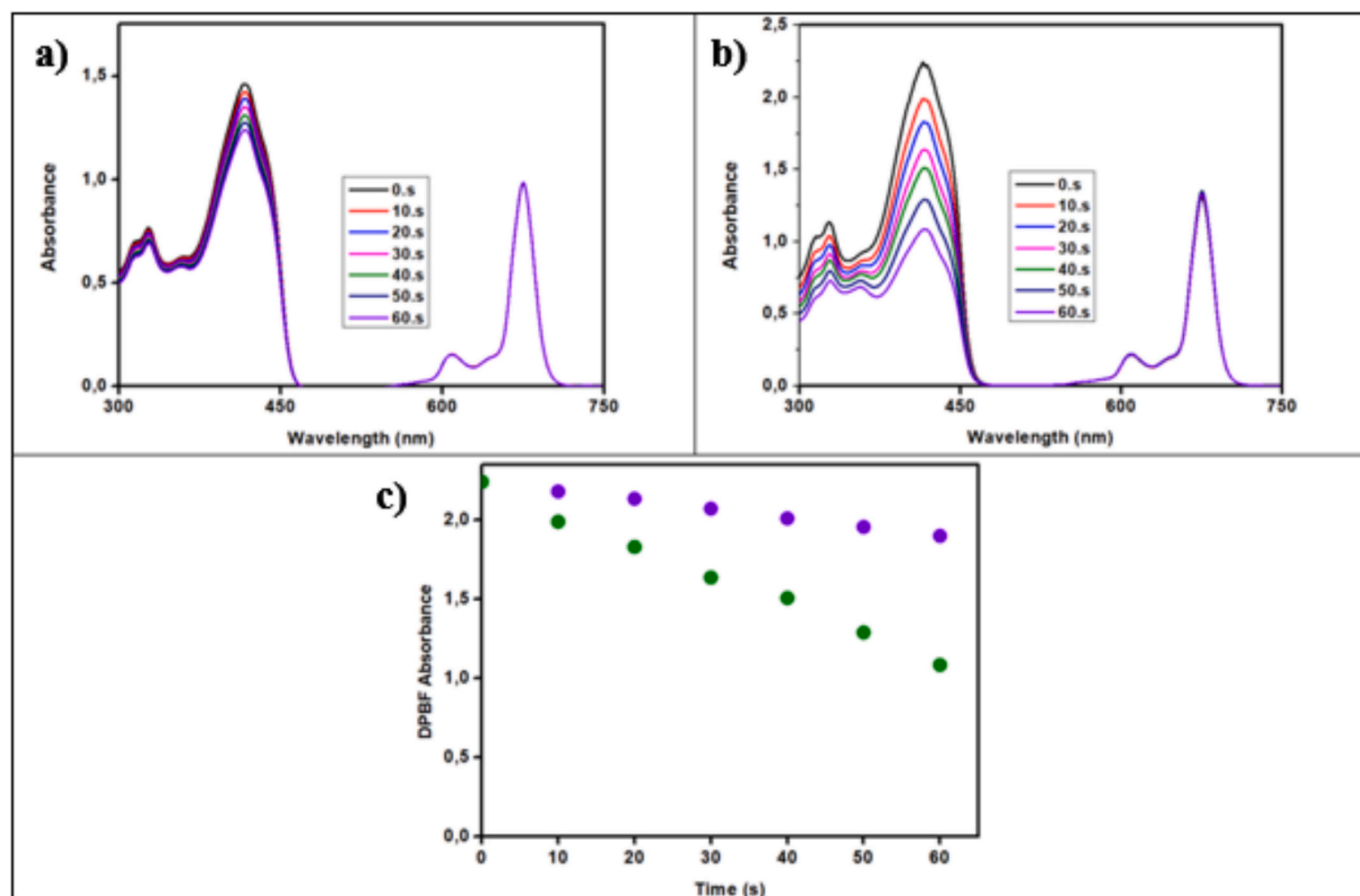 a)
1,5
1,0
0,5
0,0
Absorbance
300
450
600
750
Wavelength (nm)
0.s
10.s
20.s
30.s
40.s
50.s
60.s
b)
2,5
2,0
1,5
1,0
0,5
0,0
Absorbance
300
450
600
750
Wavelength (nm)
0.s
10.s
20.s
30.s
40.s
50.s
60.s
c)
2,0
1,5
1,0
0,5
0,0
DPBF Absorbance
0
10
20
30
40
50
60
Time (s)